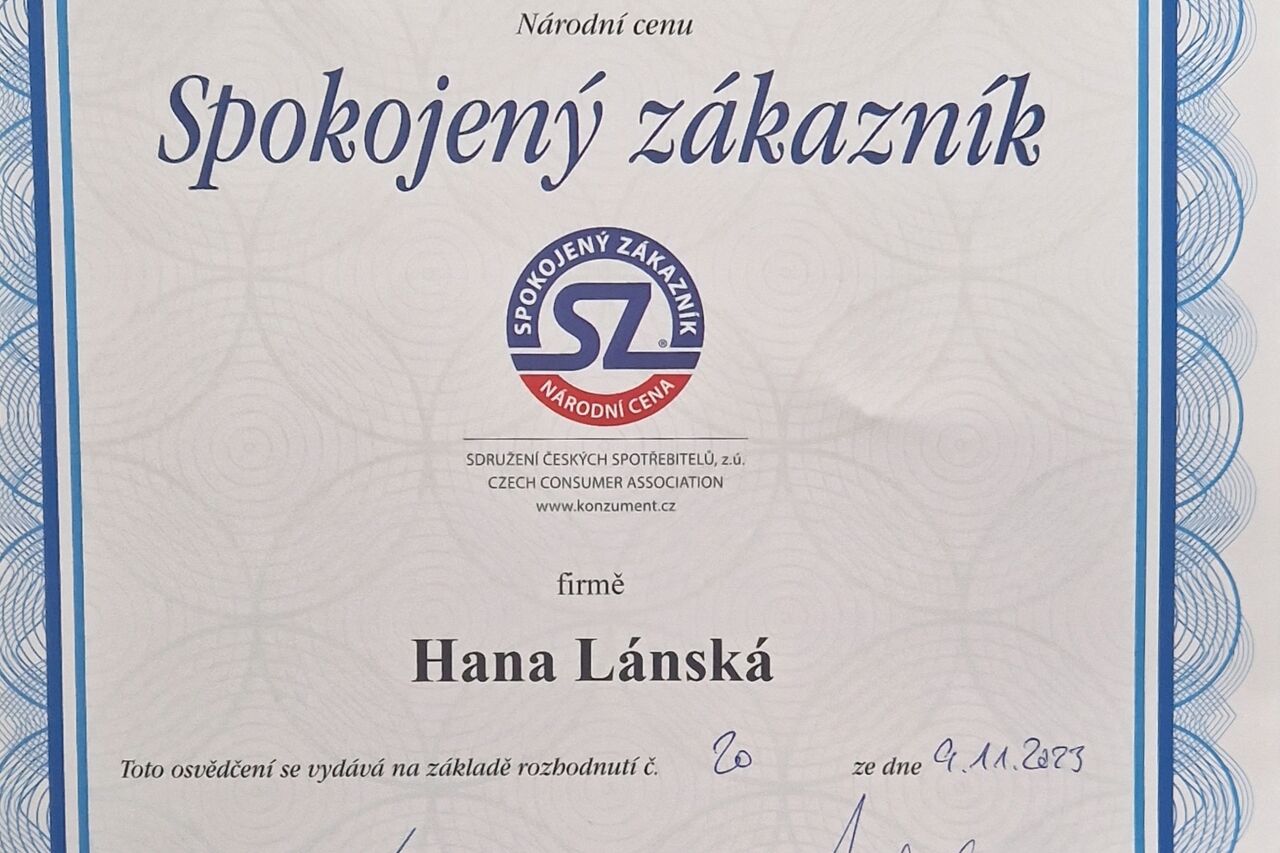 Národní cenu
Spokojený zákazník
SPOKOJENÝ ZÁKAZNÍK
SZ®
NÁRODNÍ CENA
SDRUŽENÍ ČESKÝCH SPOTŘEBITELŮ, z.ú.
CZECH CONSUMER ASSOCIATION
www.konzument.cz
firmě
Hana Lánská
Toto osvědčení se vydává na základě rozhodnutí č. 20 ze dne 9.11.2023